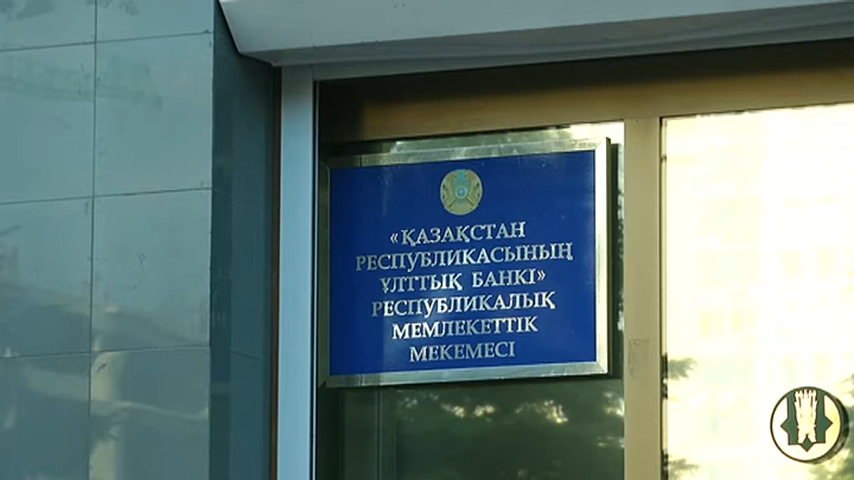 «ҚАЗАҚСТАН
РЕСПУБЛИКАСЫНЫҢ
ҰЛТТЫҚ БАНКІ»
РЕСПУБЛИКАЛЫҚ
МЕМЛЕКЕТТІК
МЕКЕМЕСІ